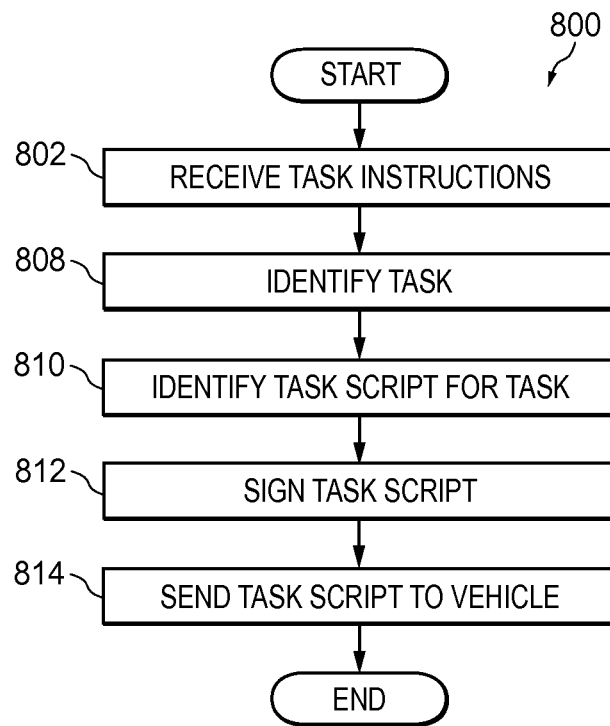 800
START
802
RECEIVE TASK INSTRUCTIONS
808
IDENTIFY TASK
810
IDENTIFY TASK SCRIPT FOR TASK
812
SIGN TASK SCRIPT
814
SEND TASK SCRIPT TO VEHICLE
END